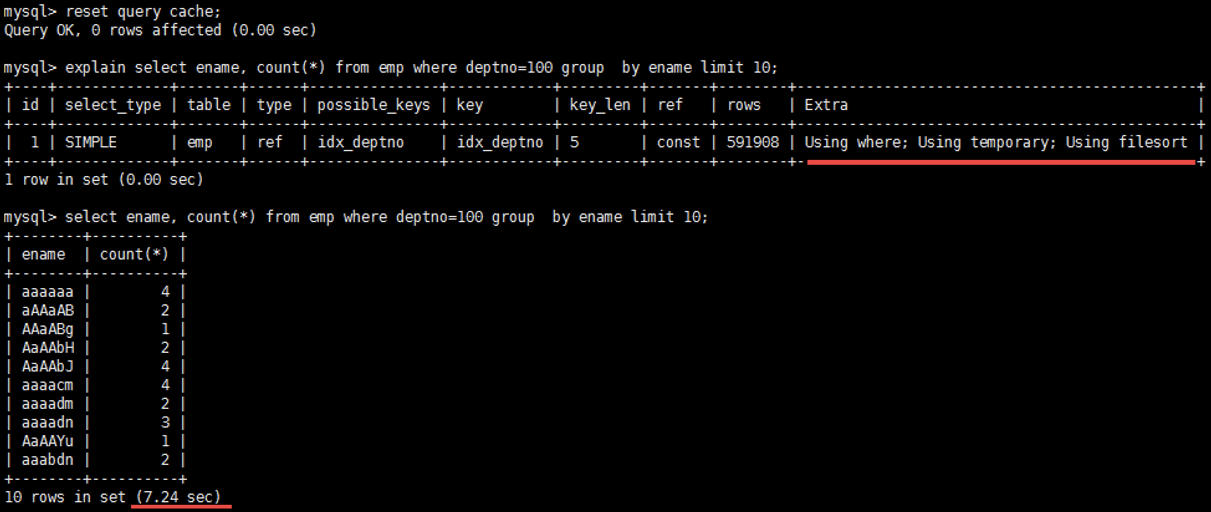 mysql> reset query cache;
Query OK, 0 rows affected (0.00 sec)
mysql> explain select ename, count(*) from emp where deptno=100 group  by ename limit 10;
+----+-------------+-------+------+---------------+------------+---------+-------+--------+----------------------------------------------+
| id | select_type | table | type | possible_keys | key        | key_len | ref   | rows   | Extra                                        |
+----+-------------+-------+------+---------------+------------+---------+-------+--------+----------------------------------------------+
|  1 | SIMPLE      | emp   | ref  | idx_deptno    | idx_deptno | 5       | const | 591908 | Using where; Using temporary; Using filesort |
+----+-------------+-------+------+---------------+------------+---------+-------+--------+----------------------------------------------+
1 row in set (0.00 sec)
mysql> select ename, count(*) from emp where deptno=100 group  by ename limit 10;
+--------+----------+
| ename  | count(*) |
+--------+----------+
| aaaaaa |        4 |
| aAAaAB |        2 |
| AAaABg |        1 |
| AaAAbH |        2 |
| AaAAbJ |        4 |
| aaaacm |        4 |
| aaaadm |        2 |
| aaaadn |        3 |
| AaAAYu |        1 |
| aaabdn |        2 |
+--------+----------+
10 rows in set (7.24 sec)